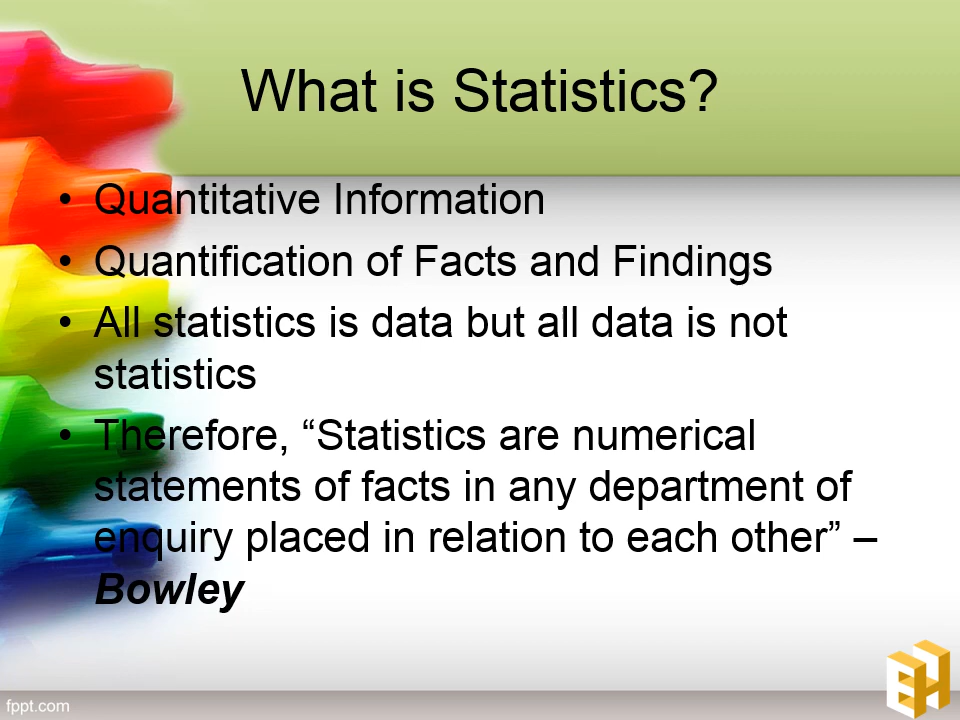 What is Statistics?
• Quantitative Information
• Quantification of Facts and Findings
• All statistics is data but all data is not
statistics
• Therefore, “Statistics are numerical
statements of facts in any department of
enquiry placed in relation to each other” –
Bowley
fppt.com
EH